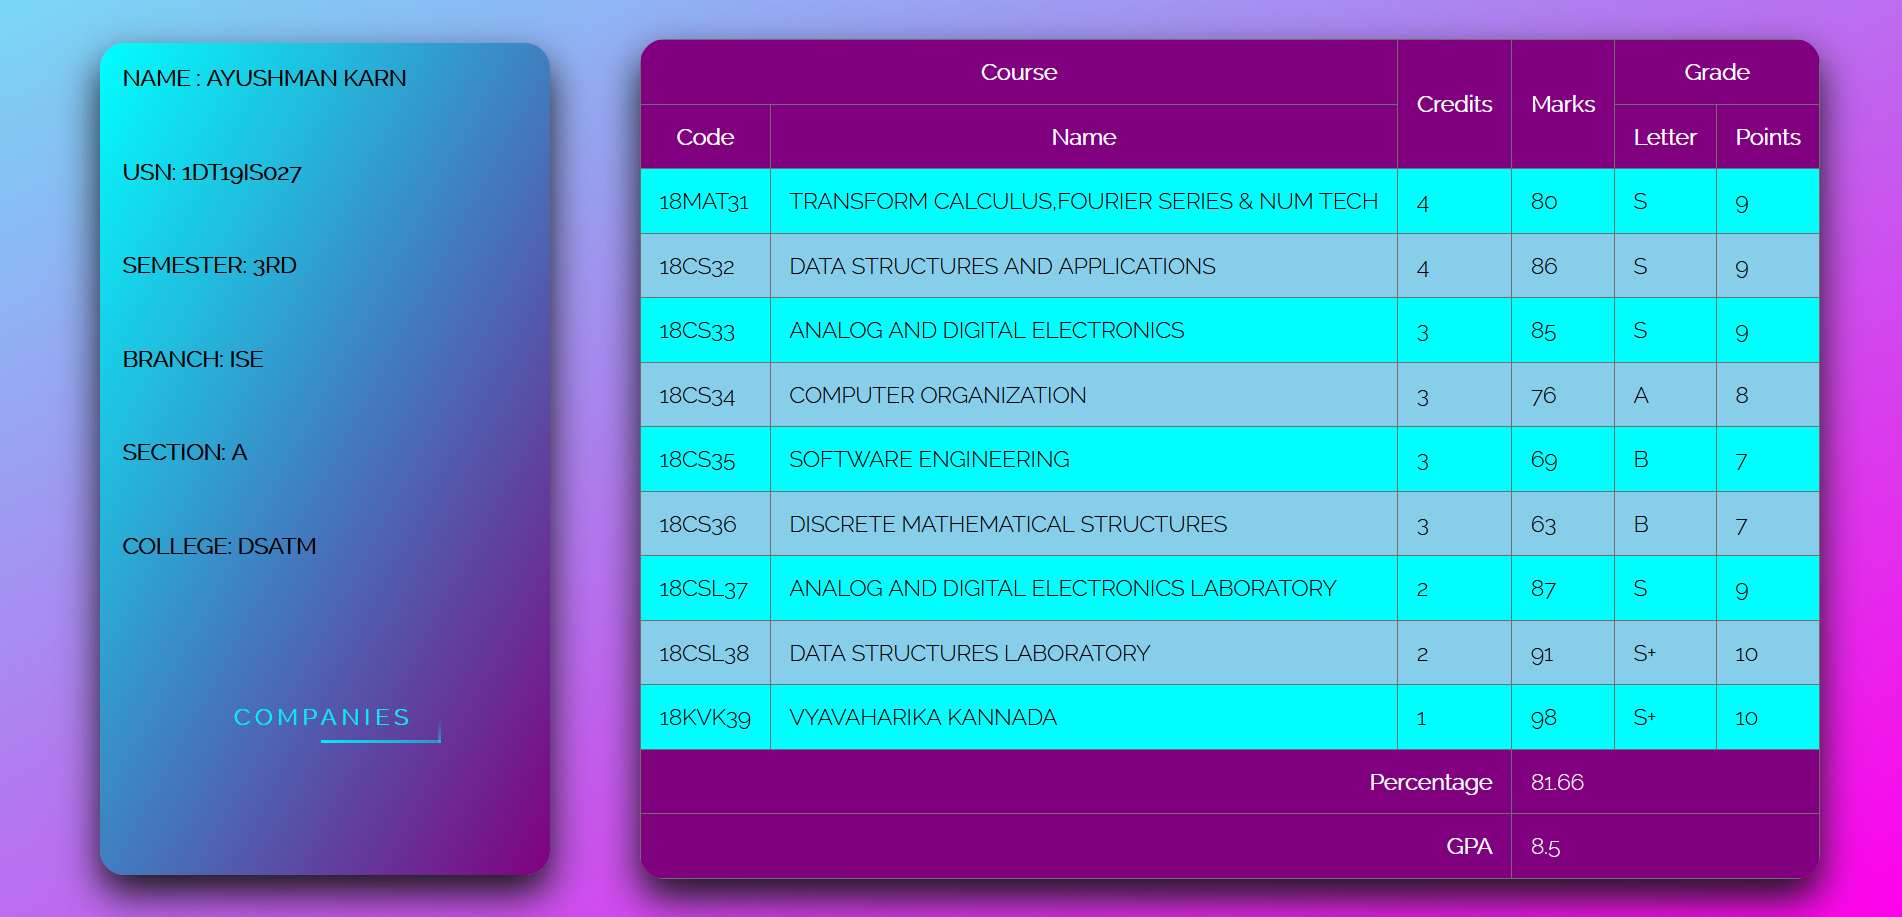 NAME : AYUSHMAN KARN
USN: 1DT19IS027
SEMESTER: 3RD
BRANCH: ISE
SECTION: A
COLLEGE: DSATM
COMPANIES
Course Credits Marks Grade
Code Name Letter Points
18MAT31 TRANSFORM CALCULUS,FOURIER SERIES & NUM TECH 4 80 S 9
18CS32 DATA STRUCTURES AND APPLICATIONS 4 86 S 9
18CS33 ANALOG AND DIGITAL ELECTRONICS 3 85 S 9
18CS34 COMPUTER ORGANIZATION 3 76 A 8
18CS35 SOFTWARE ENGINEERING 3 69 B 7
18CS36 DISCRETE MATHEMATICAL STRUCTURES 3 63 B 7
18CSL37 ANALOG AND DIGITAL ELECTRONICS LABORATORY 2 87 S 9
18CSL38 DATA STRUCTURES LABORATORY 2 91 S+ 10
18KVK39 VYAVAHARIKA KANNADA 1 98 S+ 10
Percentage 81.66
GPA 8.5